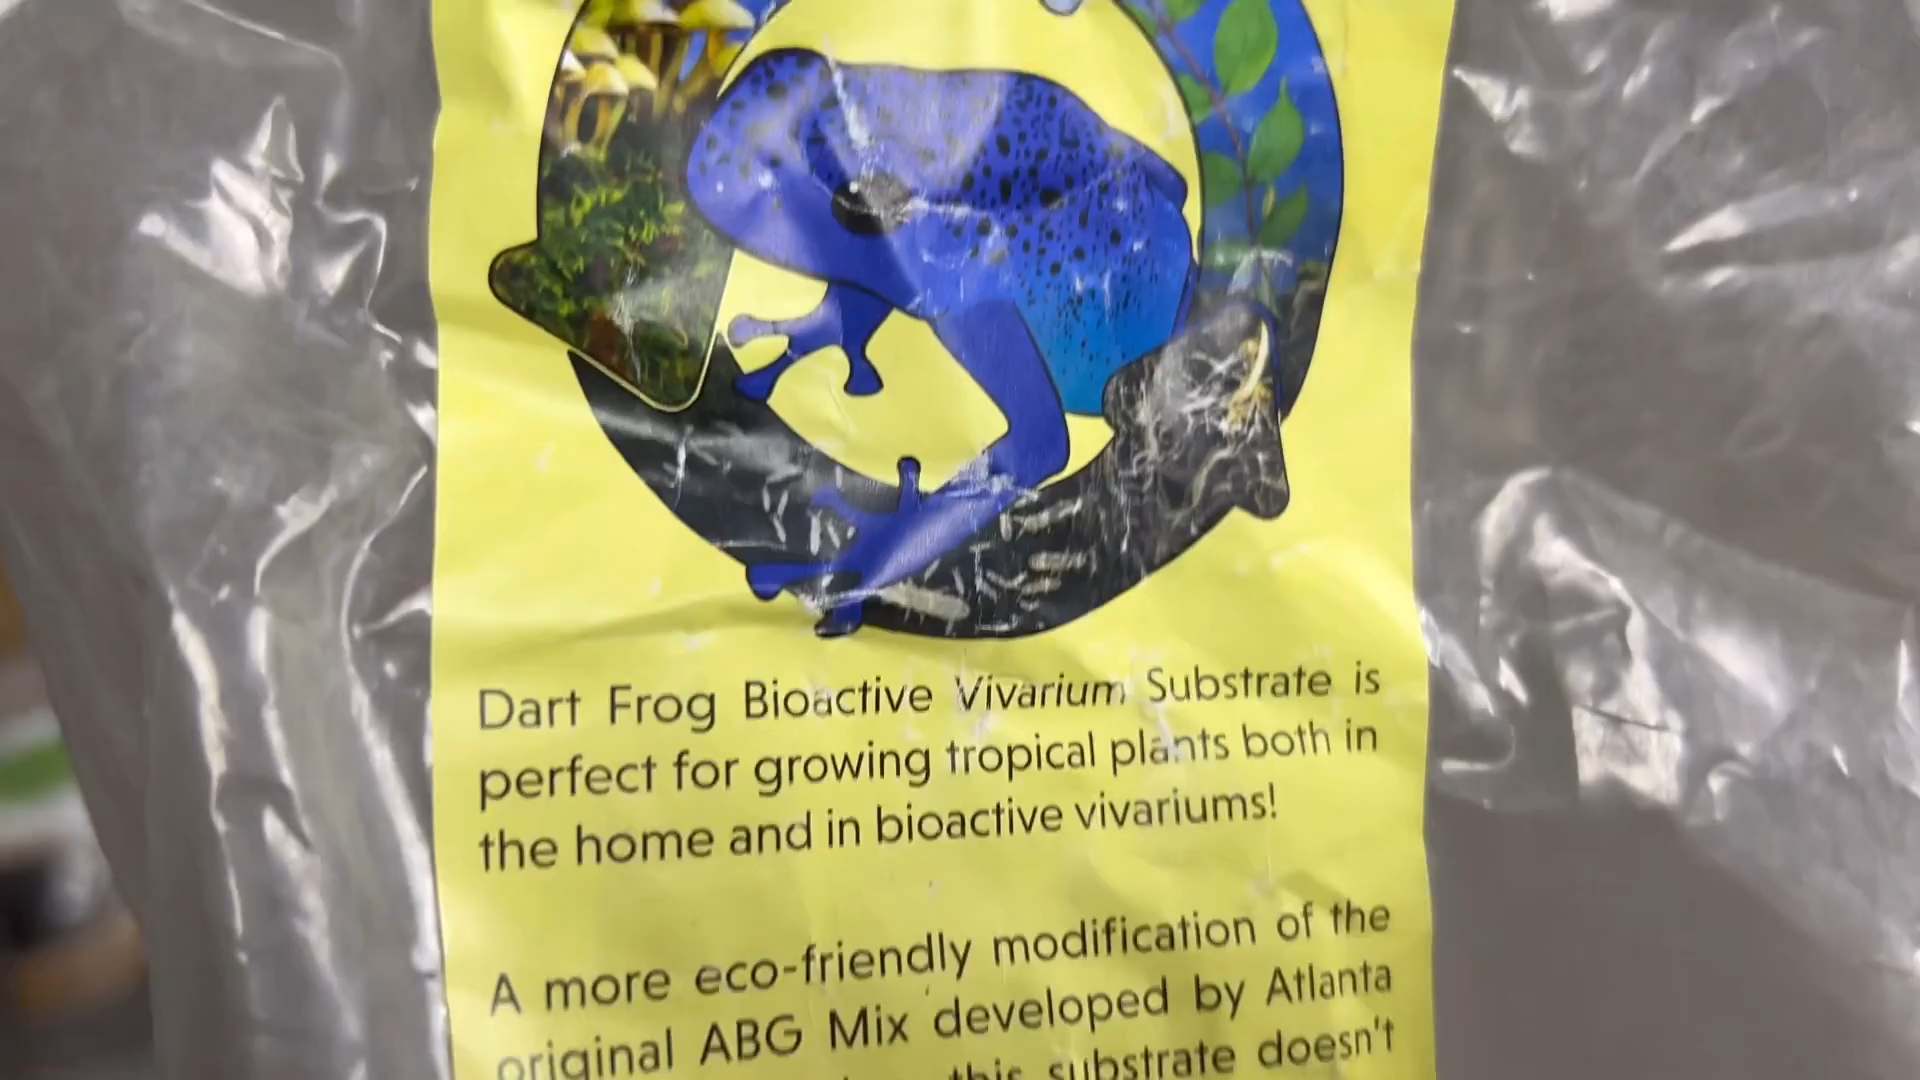 Dart Frog Bioactive Vivarium Substrate is
perfect for growing tropical plants both in
the home and in bioactive vivariums!
A more eco-friendly modification of the
original ABG Mix developed by Atlanta
this substrate doesn't